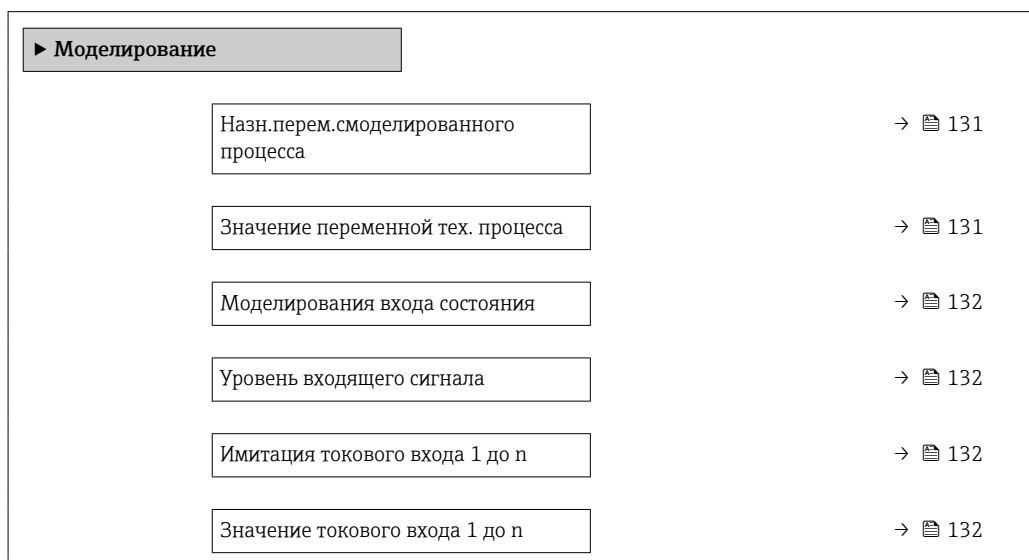 ▶ Моделирование
Назн.перем.смоделированного
процесса
→ 131
Значение переменной тех. процесса
→ 131
Моделирования входа состояния
→ 132
Уровень входящего сигнала
→ 132
Имитация токового входа 1 до n
→ 132
Значение токового входа 1 до n
→ 132